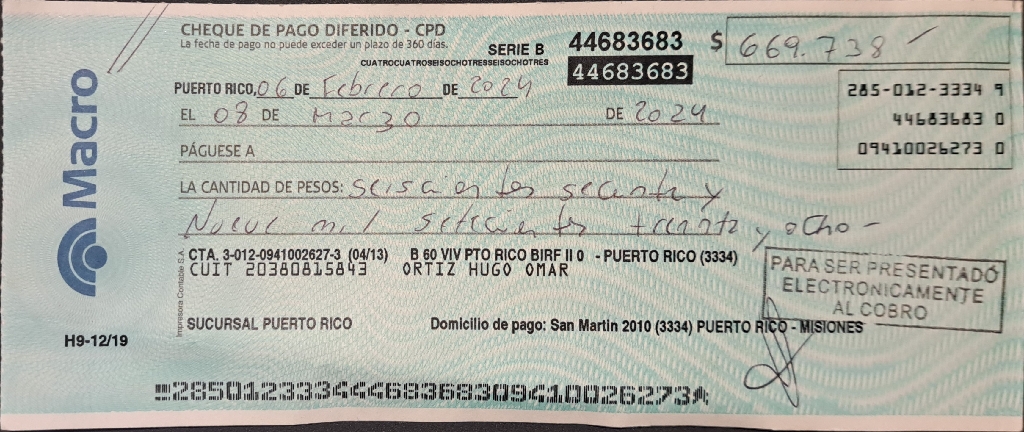 CHEQUE DE PAGO DIFERIDO - CPD
La fecha de pago no puede exceder un plazo de 360 dias.
SERIE B 44683683 $ 669.738 -
CUATROCUATROSEISOCHOTRESSEISOCHOTRES
44683683
285-012-3334 9
44683683 0
09410026273 0
PUERTO RICO, 06 DE Febrero DE 2024
EL 08 DE Marzo DE 2024
PÁGUESE A
LA CANTIDAD DE PESOS: seiscientos secenta y
Nueve mil setecientos treinta y ocho -
CTA. 3-012-0941002627-3 (04/13) B 60 VIV PTO RICO BIRF II 0 - PUERTO RICO (3334)
CUIT 20380815843 ORTIZ HUGO OMAR
PARA SER PRESENTADO
ELECTRONICAMENTE
AL COBRO
SUCURSAL PUERTO RICO Domicilio de pago: San Martin 2010 (3334) PUERTO RICO - MISIONES
Impresora Contable S.A.
Macro
H9-12/19
28501233344468368309410026273